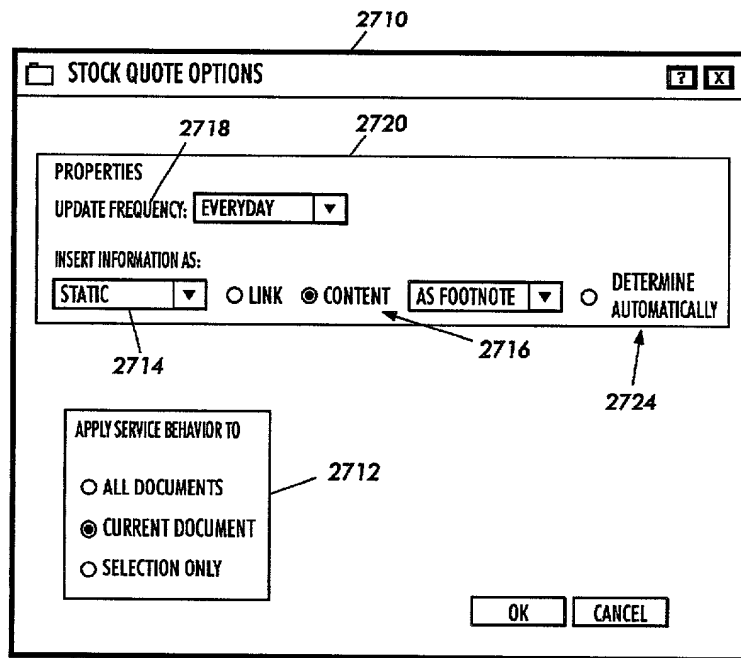 2710
STOCK QUOTE OPTIONS ? X
2718 2720
PROPERTIES
UPDATE FREQUENCY: EVERYDAY
INSERT INFORMATION AS:
STATIC LINK CONTENT AS FOOTNOTE DETERMINE
AUTOMATICALLY
2714 2716 2724
APPLY SERVICE BEHAVIOR TO
2712
ALL DOCUMENTS
CURRENT DOCUMENT
SELECTION ONLY
OK CANCEL